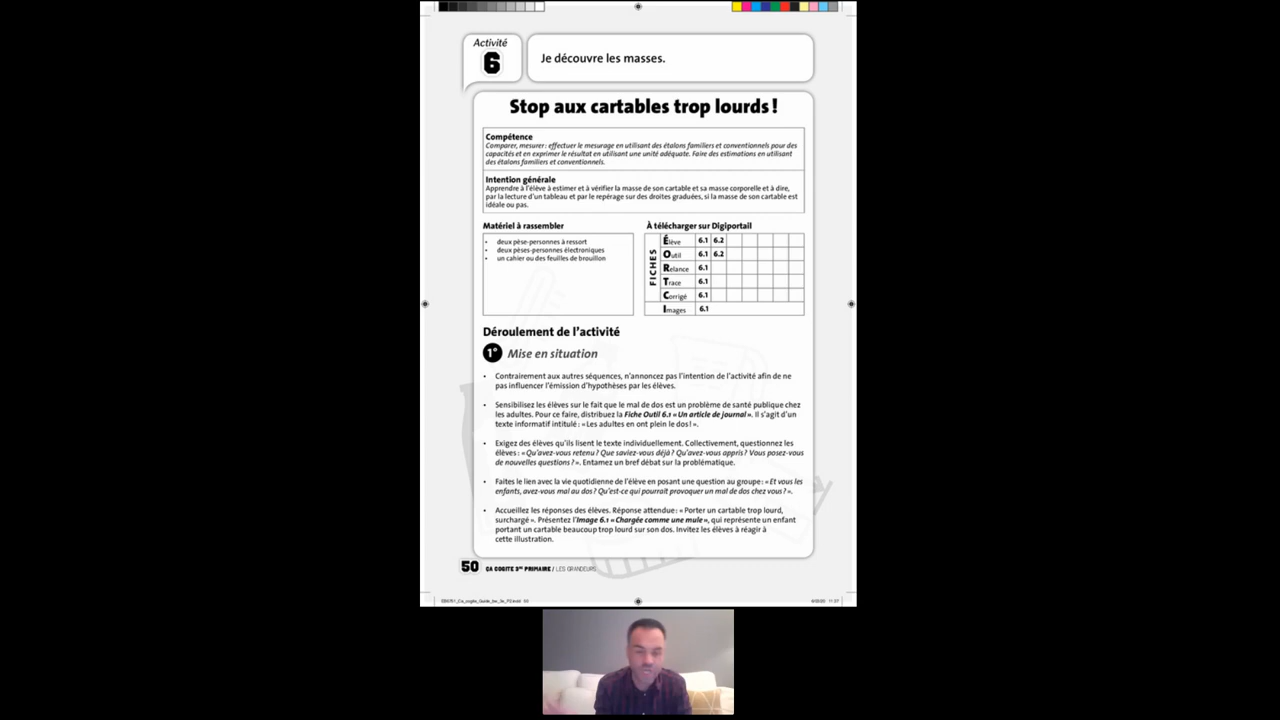 Activité
6
Je découvre les masses.
Stop aux cartables trop lourds !
Compétence
Comparer, mesurer : effectuer le mesurage en utilisant des étalons familiers et conventionnels pour des
capacités et en exprimer le résultat en utilisant une unité adéquate. Faire des estimations en utilisant
des étalons familiers et conventionnels.
Intention générale
Apprendre à l'élève à estimer et à vérifier la masse de son cartable et sa masse corporelle et à dire,
par la lecture d'un tableau et par le repérage sur des droites graduées, si la masse de son cartable est
idéale ou pas.
Matériel à rassembler
• deux pèse-personnes à ressort
• deux pèses-personnes électroniques
• un cahier ou des feuilles de brouillon
À télécharger sur Digiportail
FICHES
Élève 6.1 6.2
Outil 6.1 6.2
Relance 6.1
Trace 6.1
Corrigé 6.1
Images 6.1
Déroulement de l'activité
1° Mise en situation
• Contrairement aux autres séquences, n'annoncez pas l'intention de l'activité afin de ne
pas influencer l'émission d'hypothèses par les élèves.
• Sensibilisez les élèves sur le fait que le mal de dos est un problème de santé publique chez
les adultes. Pour ce faire, distribuez la Fiche Outil 6.1 « Un article de journal ». Il s'agit d'un
texte informatif intitulé : « Les adultes en ont plein le dos ! ».
• Exigez des élèves qu'ils lisent le texte individuellement. Collectivement, questionnez les
élèves : « Qu'avez-vous retenu ? Que saviez-vous déjà ? Qu'avez-vous appris ? Vous posez-vous
de nouvelles questions ? ». Entamez un bref débat sur la problématique.
• Faites le lien avec la vie quotidienne de l'élève en posant une question au groupe : « Et vous les
enfants, avez-vous mal au dos ? Qu'est-ce qui pourrait provoquer un mal de dos chez vous ? ».
• Accueillez les réponses des élèves. Réponse attendue : « Porter un cartable trop lourd,
surchargé ». Présentez l'Image 6.1 « Chargée comme une mule », qui représente un enfant
portant un cartable beaucoup trop lourd sur son dos. Invitez les élèves à réagir à
cette illustration.
50 ÇA COGITE 3ME PRIMAIRE / LES GRANDEURS